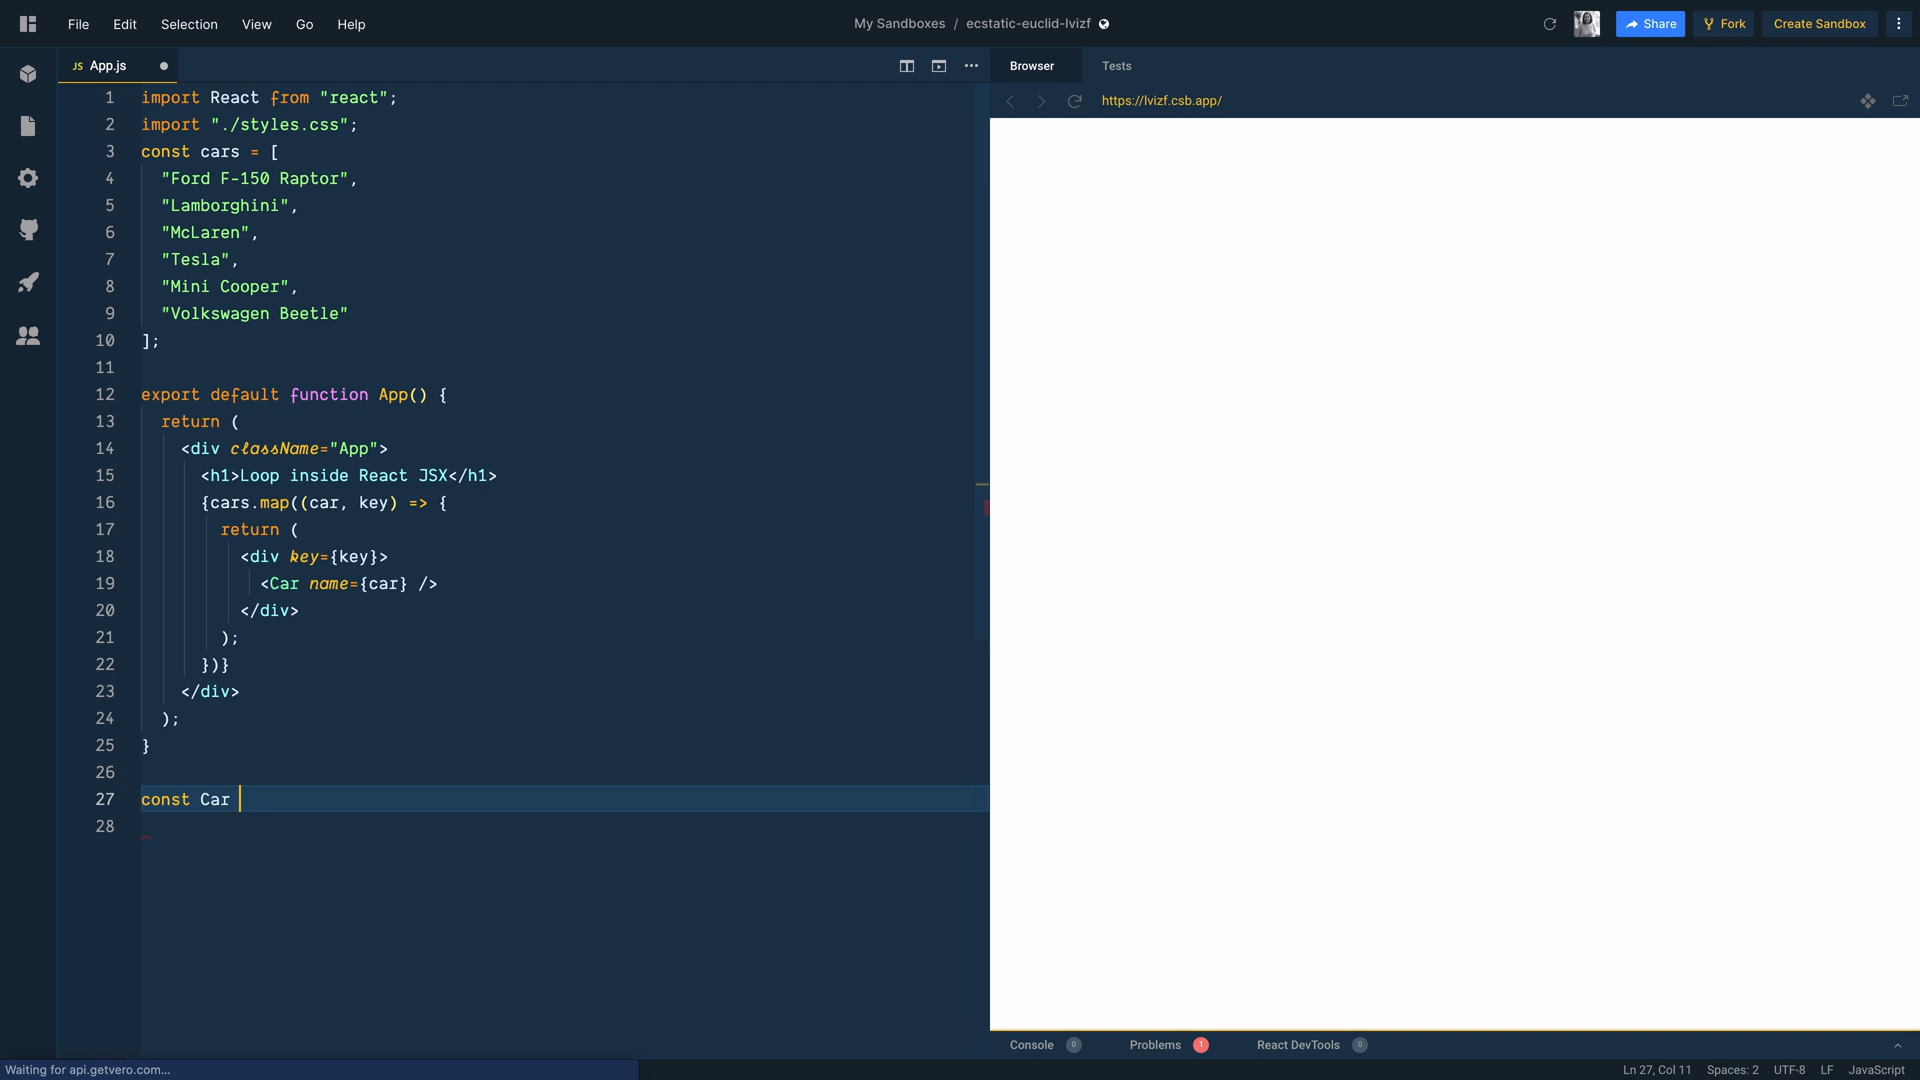 File Edit Selection View Go Help
My Sandboxes / ecstatic-euclid-lvizf
Share Fork Create Sandbox
JS App.js
Browser Tests
https://lvizf.csb.app/
1 import React from "react";
2 import "./styles.css";
3 const cars = [
4 "Ford F-150 Raptor",
5 "Lamborghini",
6 "McLaren",
7 "Tesla",
8 "Mini Cooper",
9 "Volkswagen Beetle"
10 ];
11
12 export default function App() {
13 return (
14 <div className="App">
15 <h1>Loop inside React JSX</h1>
16 {cars.map((car, key) => {
17 return (
18 <div key={key}>
19 <Car name={car} />
20 </div>
21 );
22 })}
23 </div>
24 );
25 }
26
27 const Car
28
Console 0 Problems 1 React DevTools 0
Waiting for api.getvero.com...
Ln 27, Col 11 Spaces: 2 UTF-8 LF JavaScript